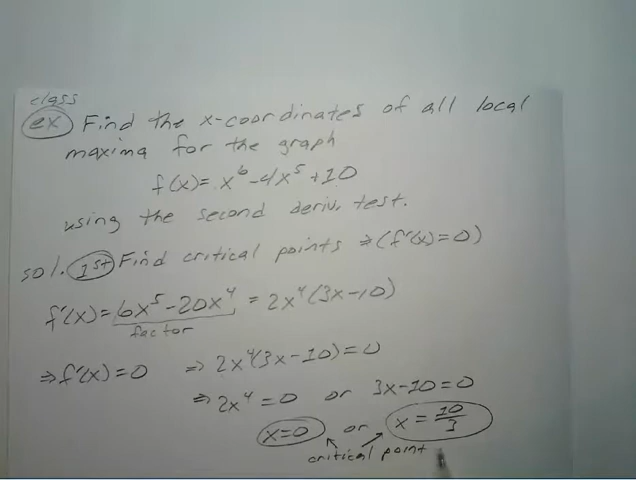 class
ex Find the x-coordinates of all local
maxima for the graph
f(x) = x⁶ - 4x⁵ + 10
using the second deriv. test.
sol. 1st Find critical points ⇒ (f'(x) = 0)
f'(x) = 6x⁵ - 20x⁴ = 2x⁴(3x - 10)
factor
⇒ f'(x) = 0 ⇒ 2x⁴(3x - 10) = 0
⇒ 2x⁴ = 0 or 3x - 10 = 0
x = 0 or x = 10/3
critical point